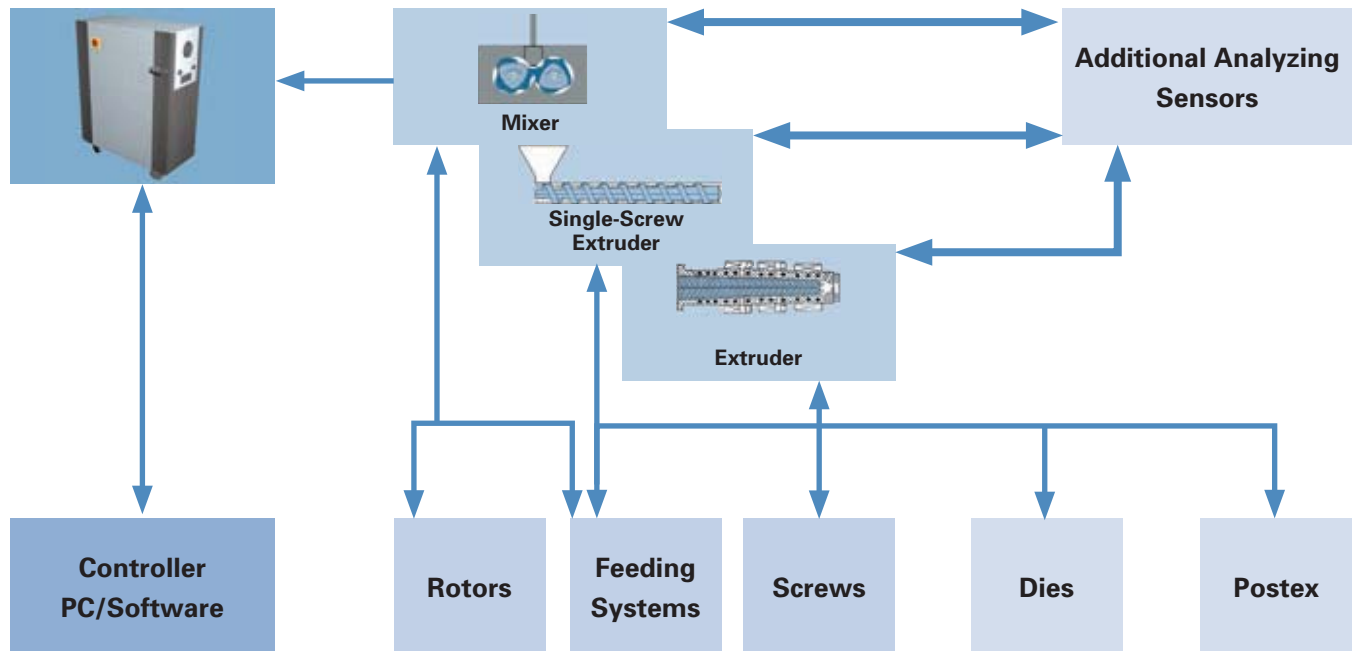 Mixer
Additional Analyzing
Sensors
Single-Screw
Extruder
Extruder
Controller
PC/Software
Rotors
Feeding
Systems
Screws
Dies
Postex